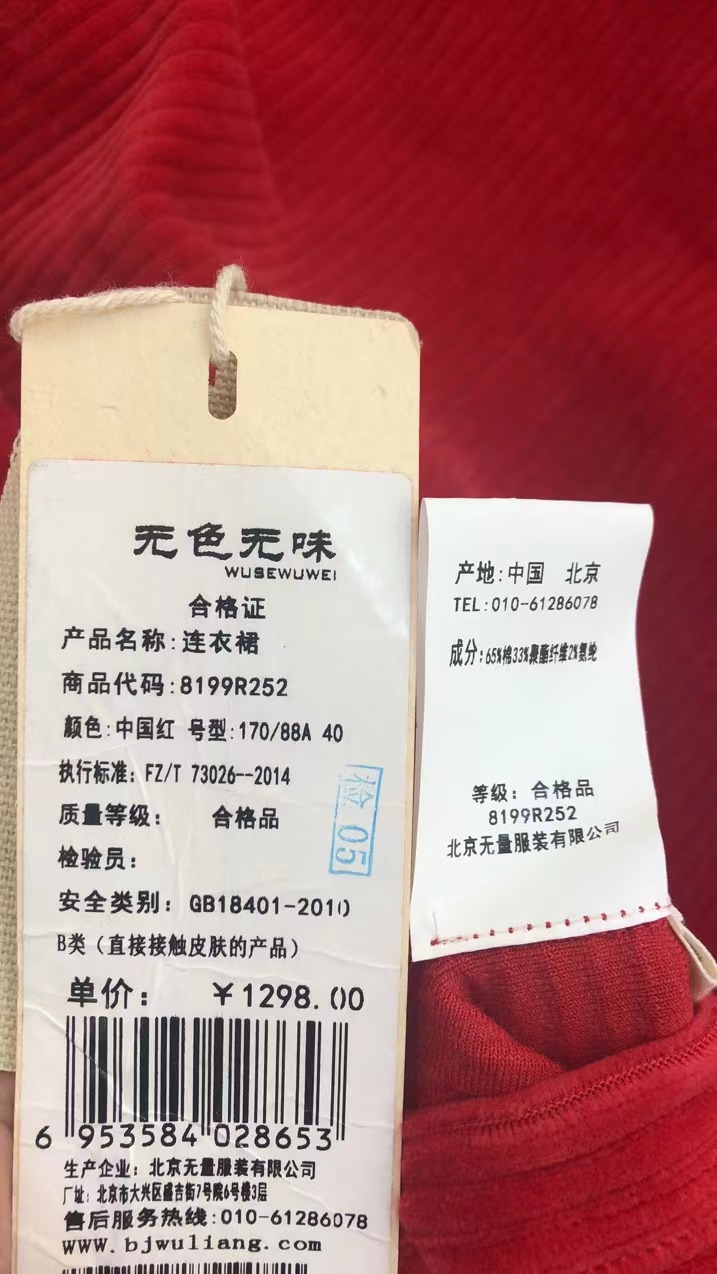 无色无味
WUSEWUWEI
合格证
产品名称:连衣裙
商品代码:8199R252
颜色:中国红 号型:170/88A 40
执行标准: FZ/T 73026--2014
质量等级: 合格品
检验员:
检 05
安全类别: GB18401-2010
B类(直接接触皮肤的产品)
单价: ¥1298.00
6 953584 028653
生产企业: 北京无量服装有限公司
厂址: 北京市大兴区盛吉街7号院6号楼3层
售后服务热线:010-61286078
www.bjwuliang.com
产地:中国 北京
TEL:010-61286078
成分:65%棉33%聚酯纤维2%氨纶
等级: 合格品
8199R252
北京无量服装有限公司